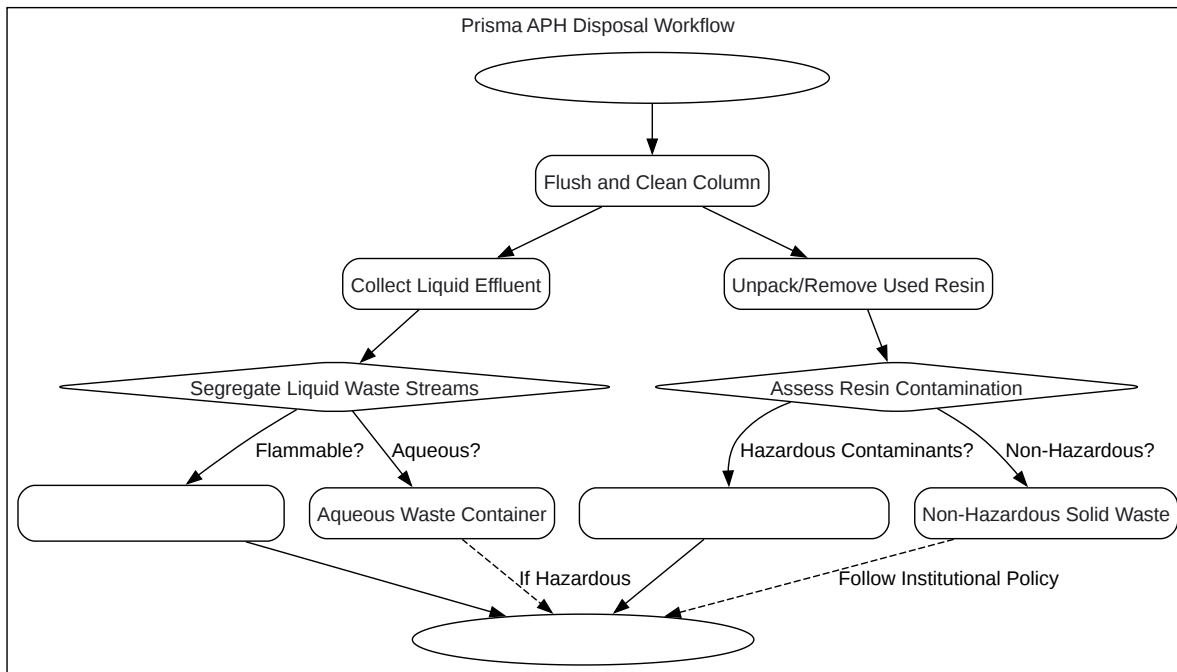 Prisma APH Disposal Workflow
Flush and Clean Column
Collect Liquid Effluent
Unpack/Remove Used Resin
Segregate Liquid Waste Streams
Assess Resin Contamination
Flammable?
Aqueous?
Hazardous Contaminants?
Non-Hazardous?
Aqueous Waste Container
Non-Hazardous Solid Waste
If Hazardous
Follow Institutional Policy